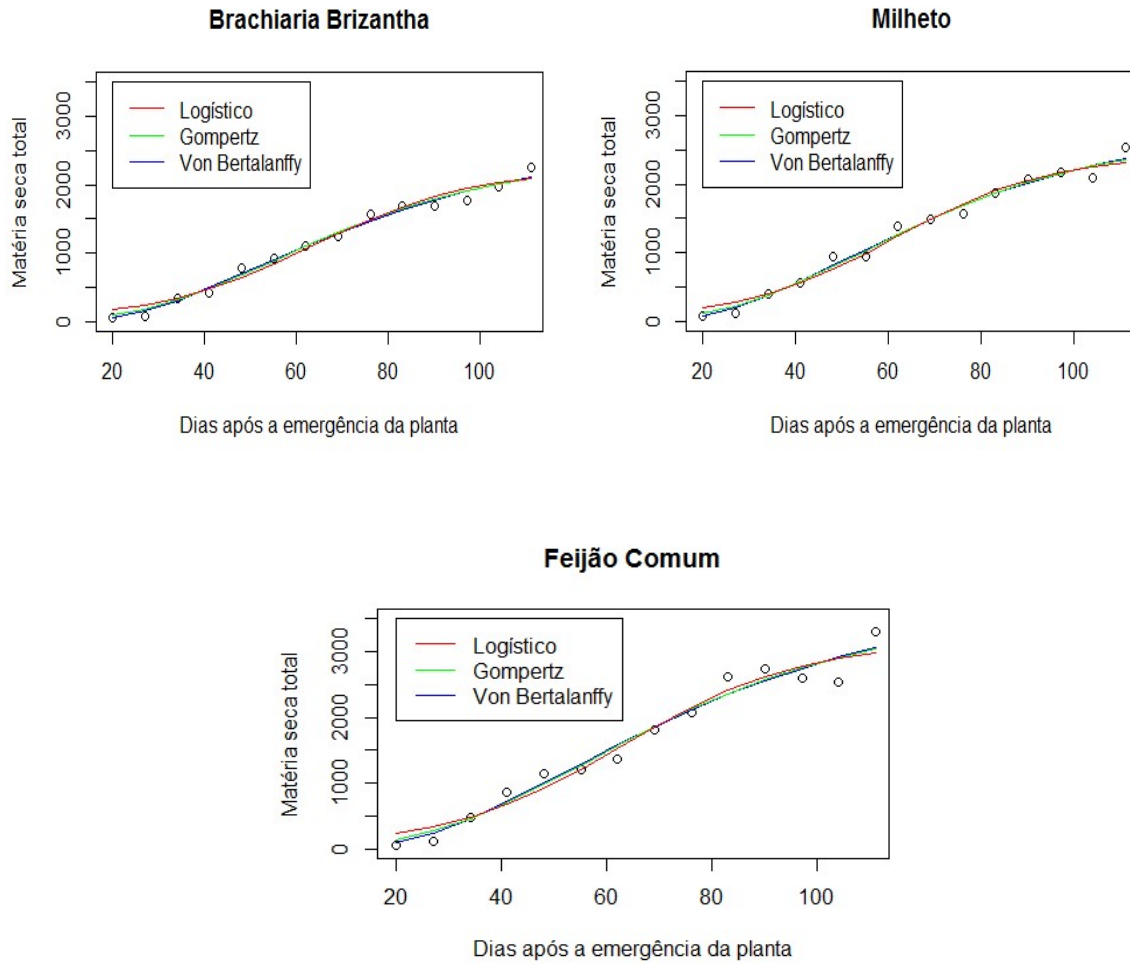 Brachiaria Brizantha
Matéria seca total
0 1000 2000 3000
Logístico
Gompertz
Von Bertalanffy
20 40 60 80 100
Dias após a emergência da planta
Milheto
Matéria seca total
0 1000 2000 3000
Logístico
Gompertz
Von Bertalanffy
20 40 60 80 100
Dias após a emergência da planta
Feijão Comum
Matéria seca total
0 1000 2000 3000
Logístico
Gompertz
Von Bertalanffy
20 40 60 80 100
Dias após a emergência da planta